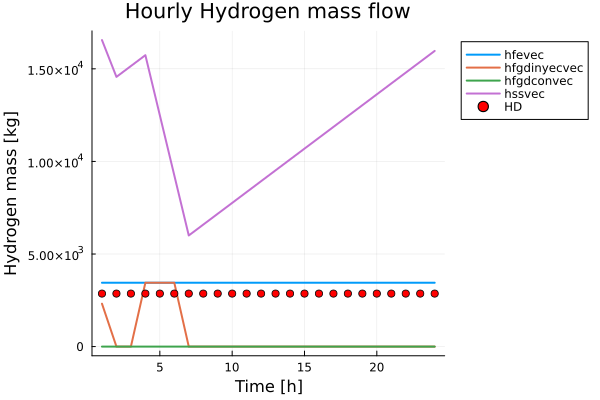 Hourly Hydrogen mass flow
Hydrogen mass [kg]
1.50×10⁴
1.00×10⁴
5.00×10³
0
5
10
15
20
Time [h]
hfevec
hfgdinyecvec
hfgdconvec
hssvec
HD